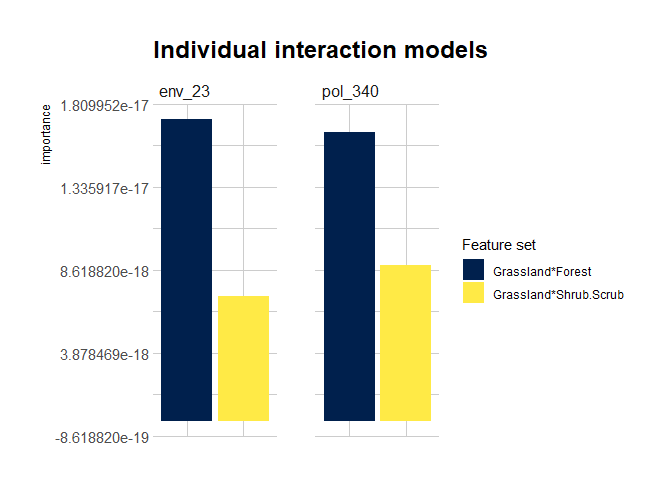 Individual interaction models
env_23
pol_340
importance
1.809952e-17
1.335917e-17
8.618820e-18
3.878469e-18
-8.618820e-19
Feature set
Grassland*Forest
Grassland*Shrub.Scrub